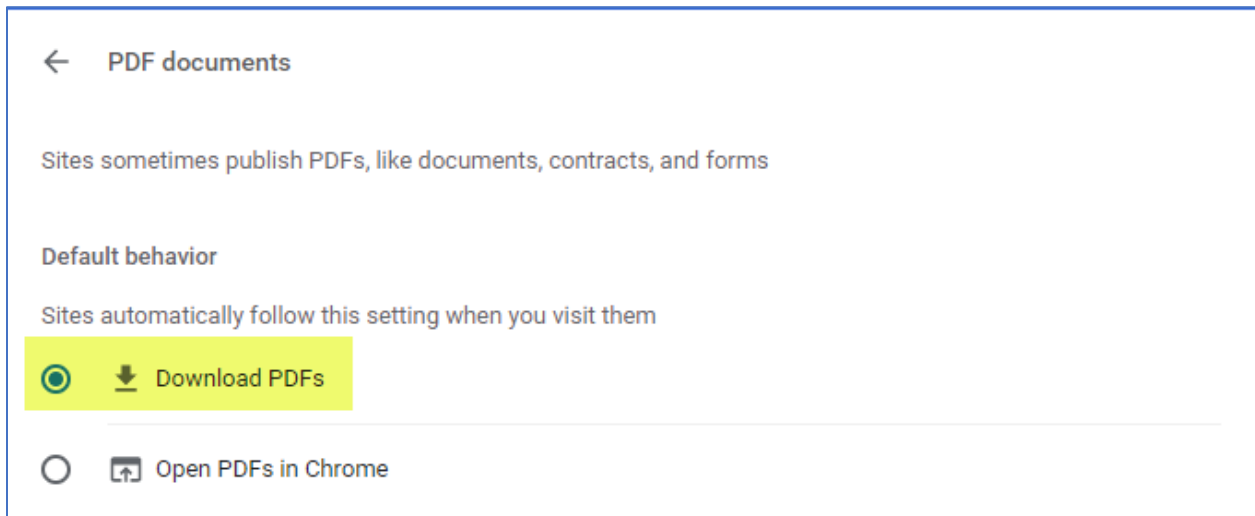 PDF documents
Sites sometimes publish PDFs, like documents, contracts, and forms
Default behavior
Sites automatically follow this setting when you visit them
Download PDFs
Open PDFs in Chrome